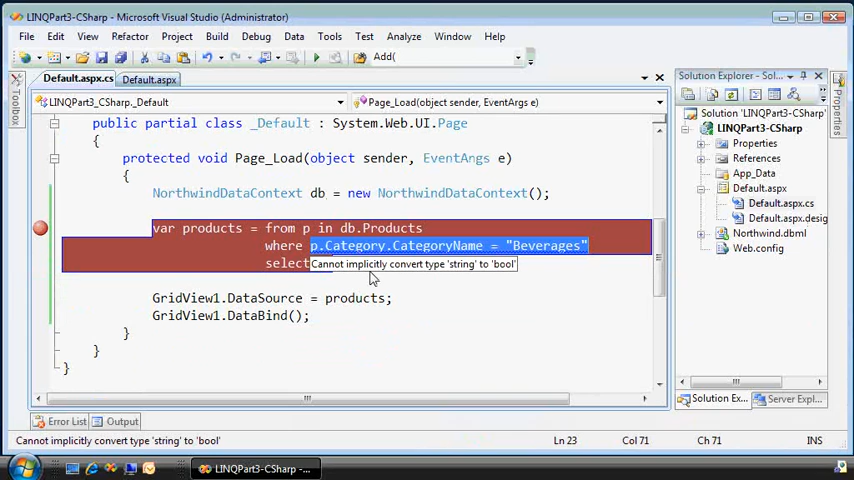 LINQPart3-CSharp - Microsoft Visual Studio (Administrator)
File Edit View Refactor Project Build Debug Data Tools Test Analyze Window Help
Add(
Default.aspx.cs Default.aspx
LINQPart3_CSharp._Default
Page_Load(object sender, EventArgs e)
public partial class _Default : System.Web.UI.Page
{
protected void Page_Load(object sender, EventArgs e)
{
NorthwindDataContext db = new NorthwindDataContext();
var products = from p in db.Products
where p.Category.CategoryName = "Beverages"
select
Cannot implicitly convert type 'string' to 'bool'
GridView1.DataSource = products;
GridView1.DataBind();
}
}
}
Toolbox
Error List Output
Solution Explorer - Sol...
Solution 'LINQPart3-CSharp'
LINQPart3-CSharp
Properties
References
App_Data
Default.aspx
Default.aspx.cs
Default.aspx.desig
Northwind.dbml
Web.config
Solution Ex... Server Expl...
Properties
Cannot implicitly convert type 'string' to 'bool'
Ln 23 Col 71 Ch 71 INS
LINQPart3-CSharp -...